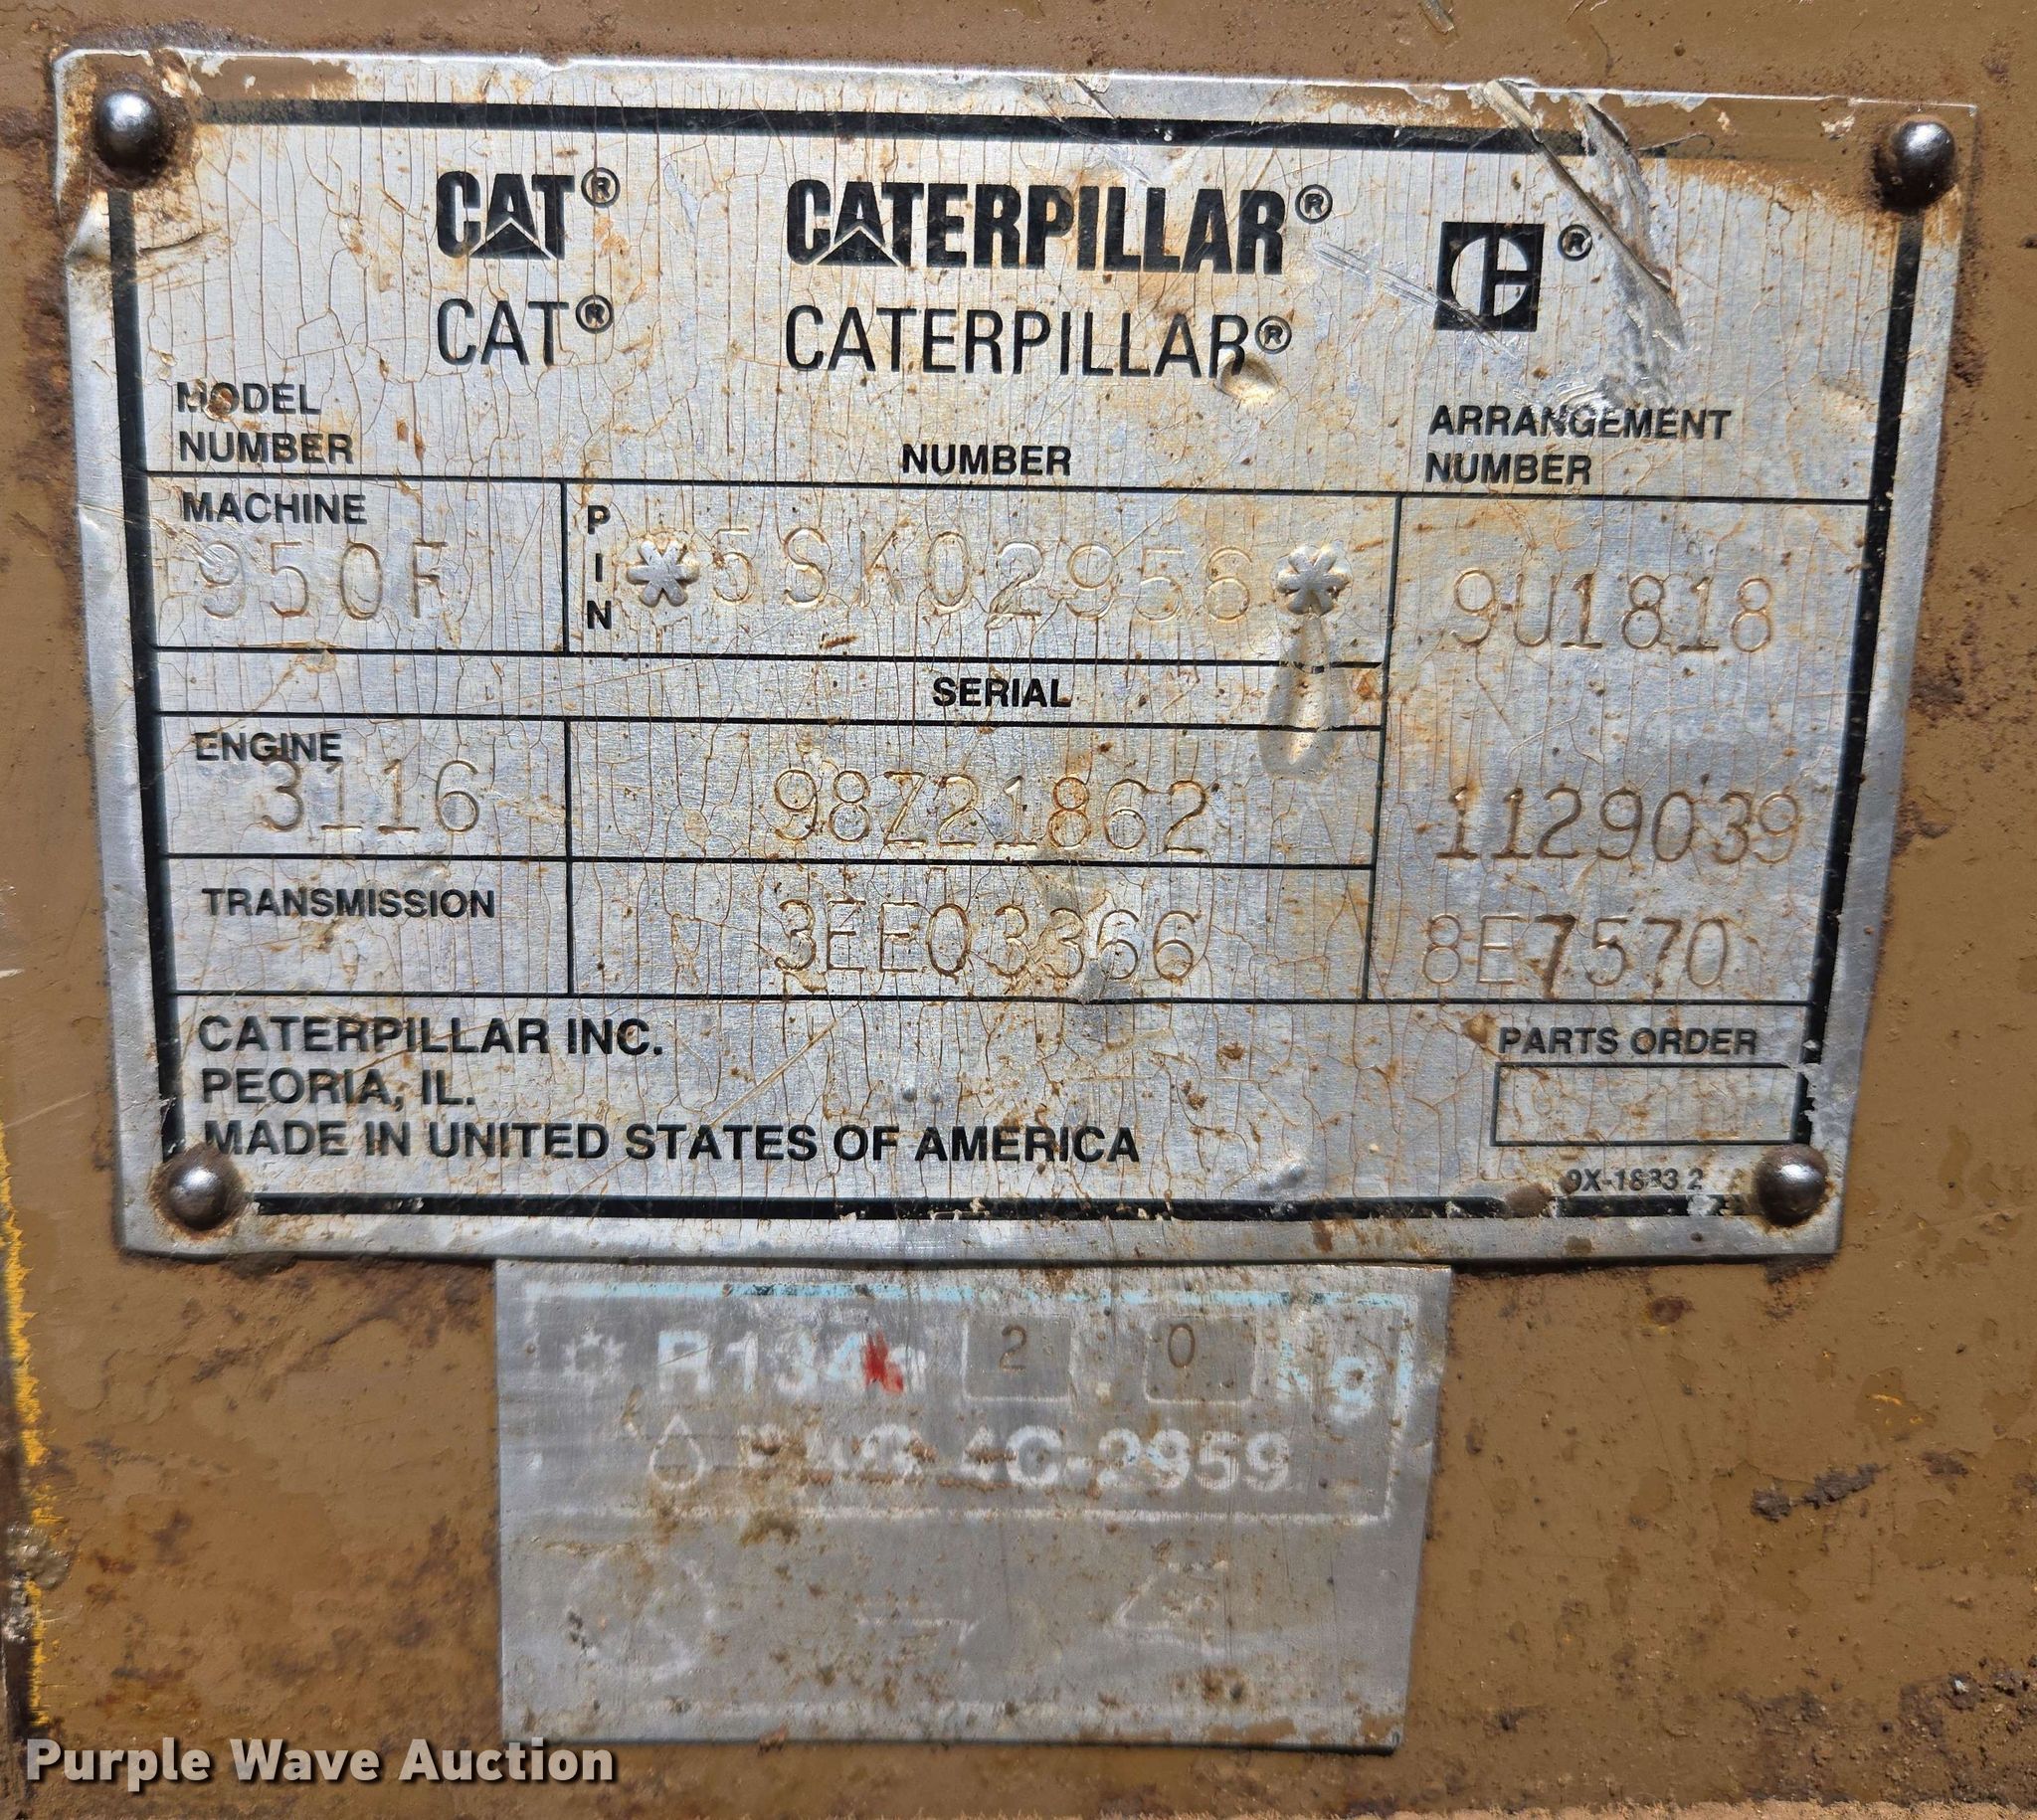 CAT® CATERPILLAR® ®
CAT® CATERPILLAR®
MODEL NUMBER
NUMBER
ARRANGEMENT NUMBER
MACHINE
950F
PIN
*5SK02956*
9U1818
SERIAL
ENGINE
3116
98Z21862
1129039
TRANSMISSION
3EE03366
8E7570
CATERPILLAR INC.
PEORIA, IL.
MADE IN UNITED STATES OF AMERICA
PARTS ORDER
9X-1833 2
R134a 2 . 0 kg
PAG 4C-2959
Purple Wave Auction